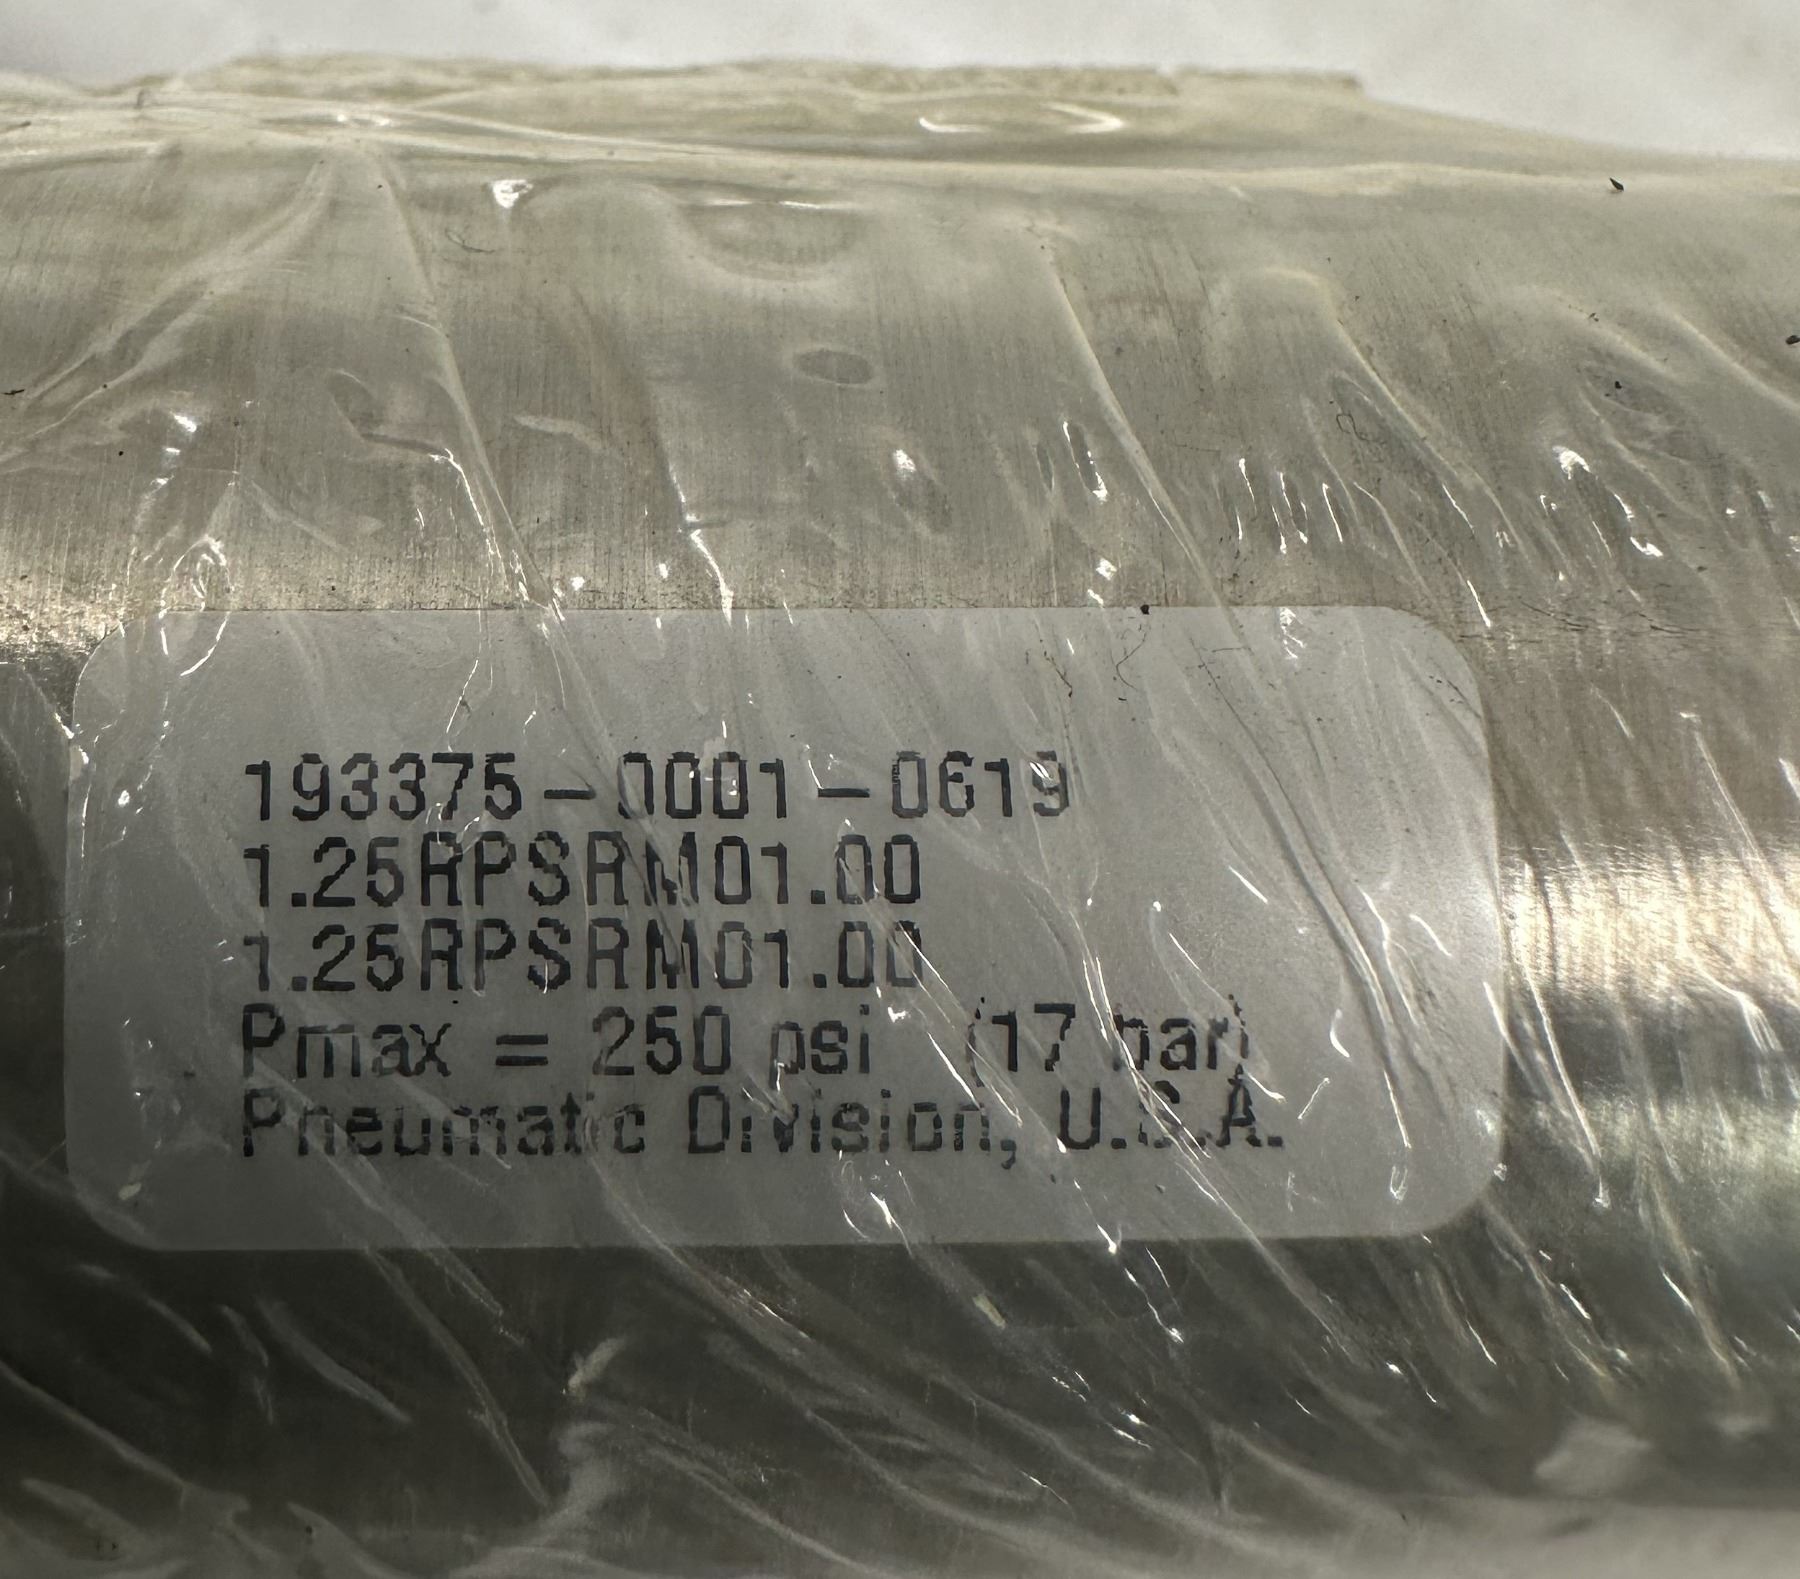 193375-0001-0619
1.25RPSRM01.00
1.25RPSRM01.00
Pmax = 250 psi (17 bar)
Pneumatic Division, U.S.A.